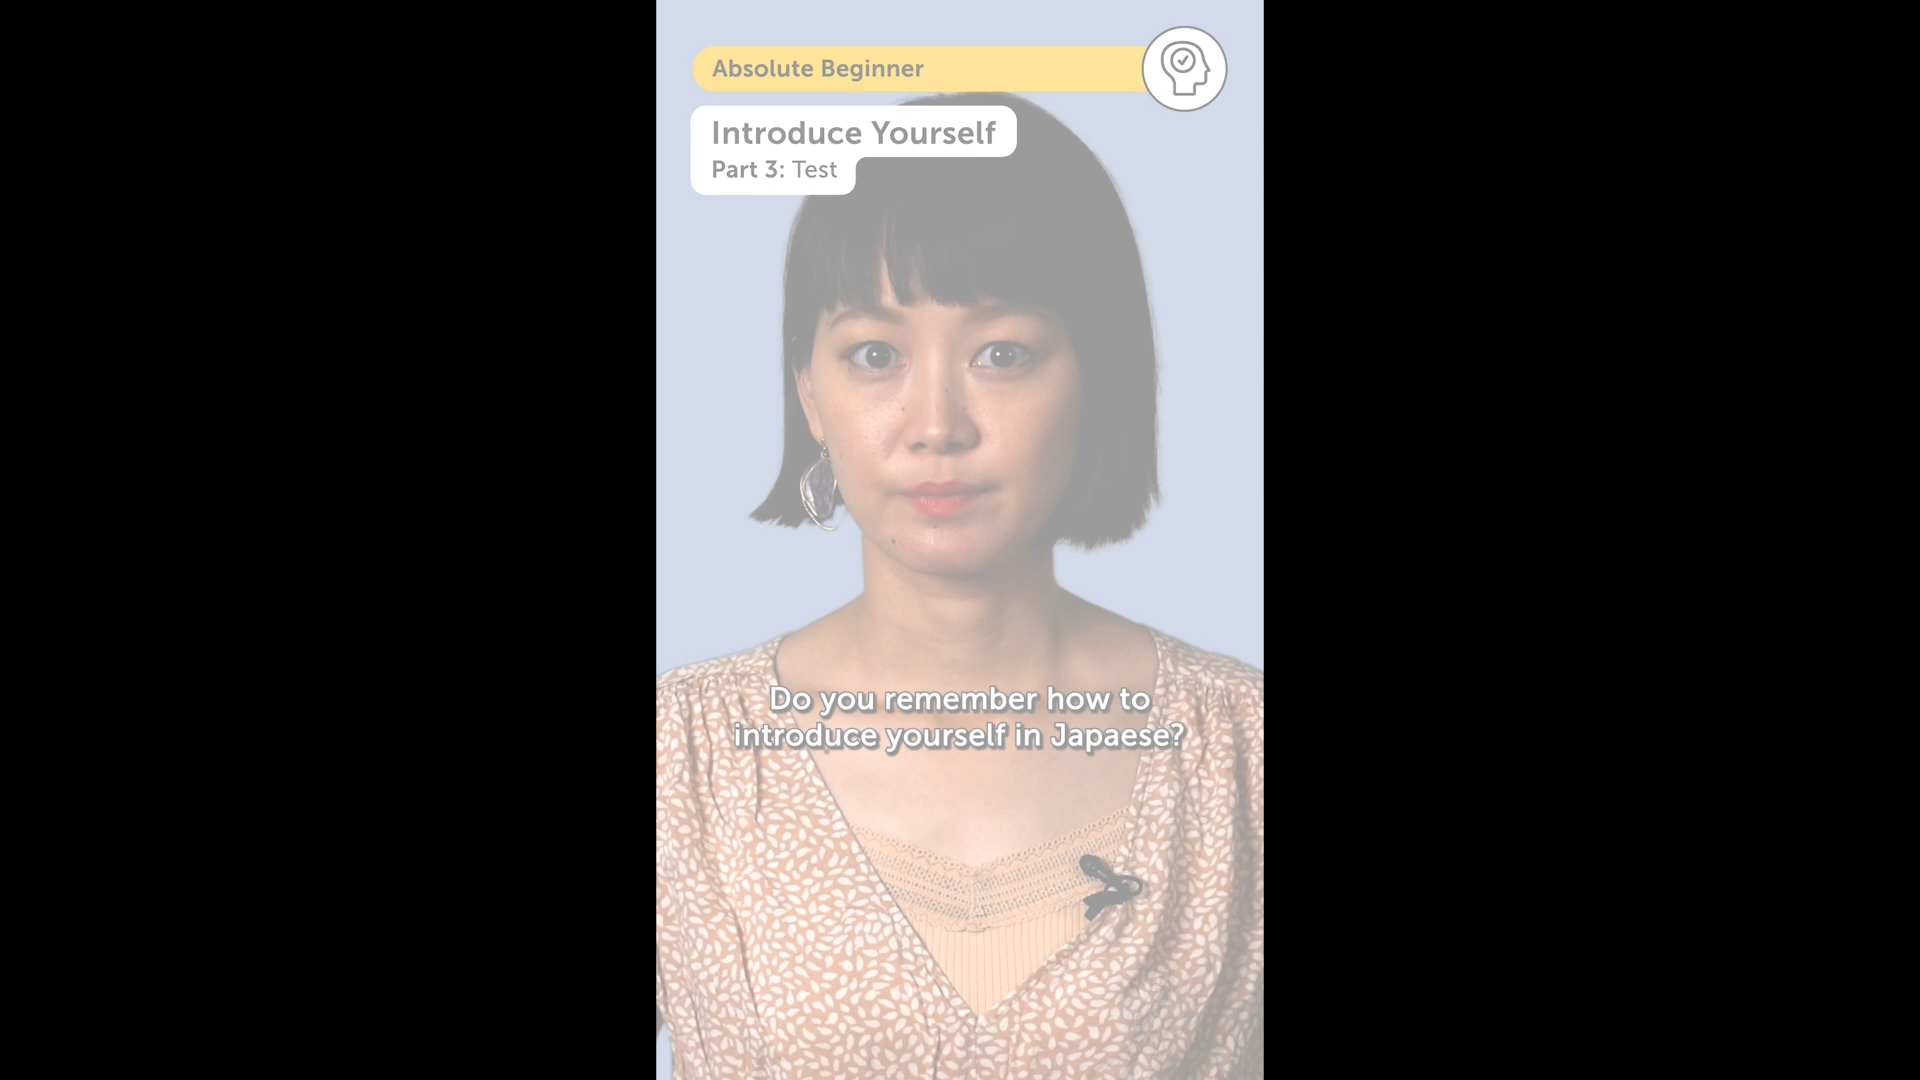 Absolute Beginner
Introduce Yourself
Part 3: Test
Do you remember how to
introduce yourself in Japaese?